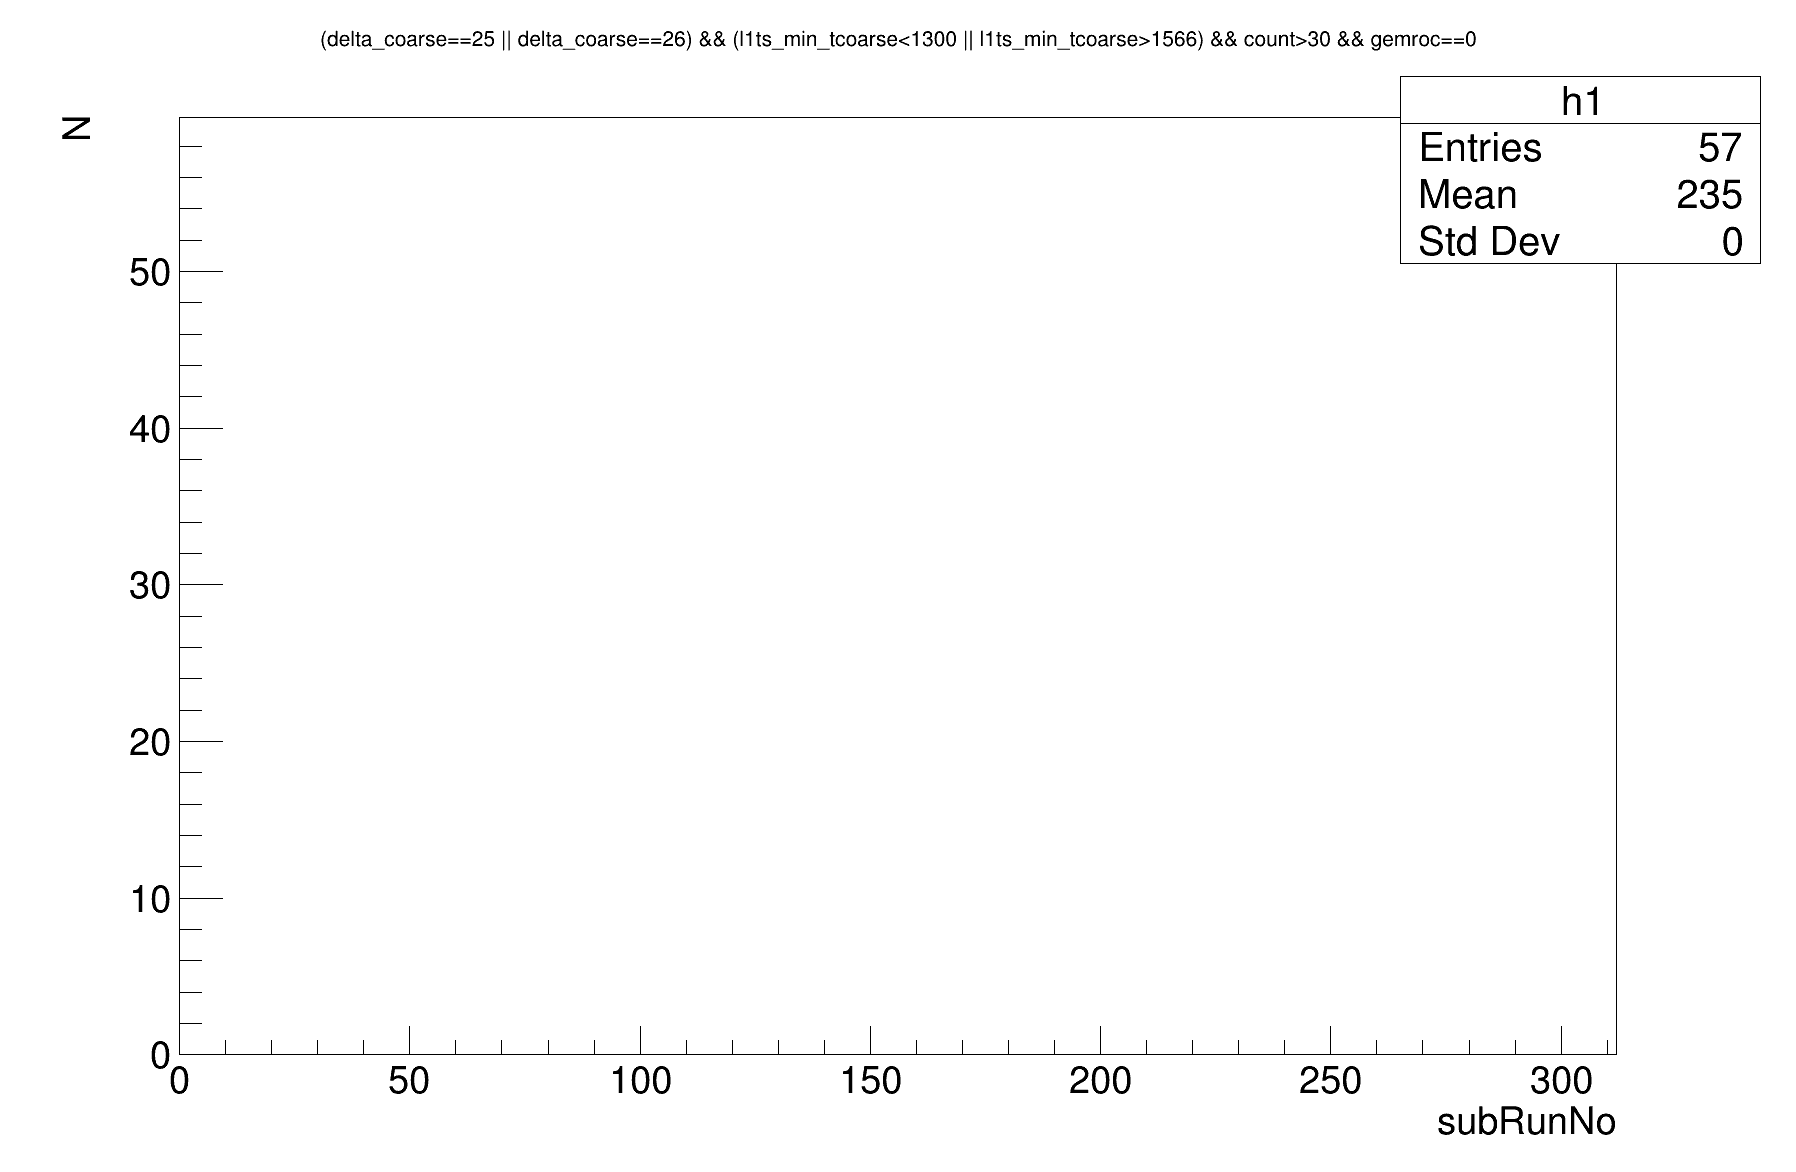 (delta_coarse==25 || delta_coarse==26) && (l1ts_min_tcoarse<1300 || l1ts_min_tcoarse>1566) && count>30 && gemroc==0
h1
Entries 57
Mean 235
Std Dev 0
N
50
40
30
20
10
0
0 50 100 150 200 250 300
subRunNo